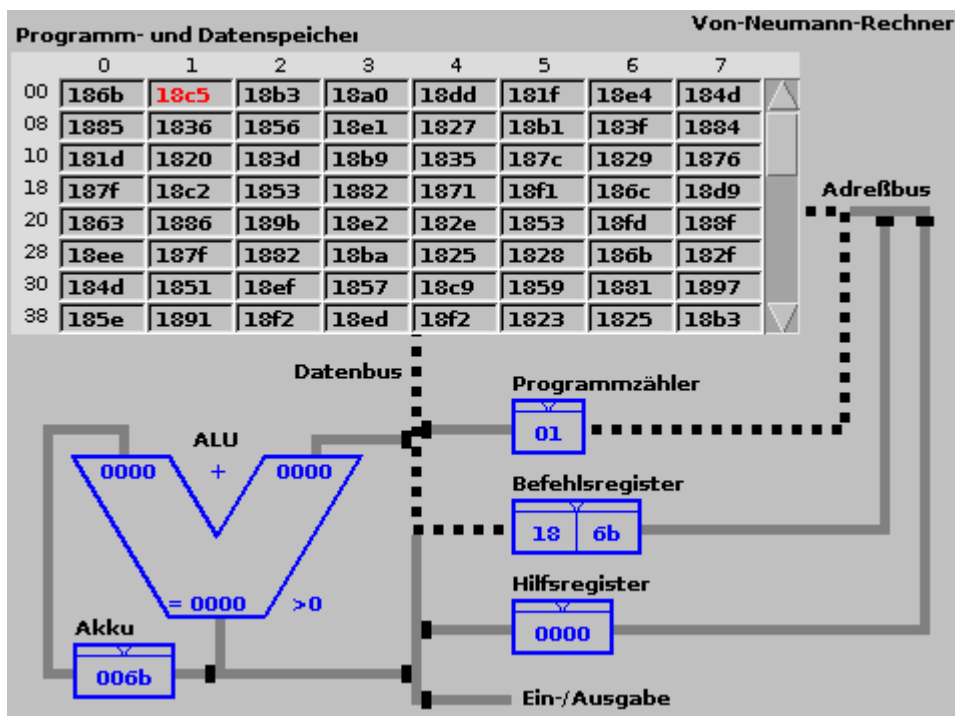 Von-Neumann-Rechner
Programm- und Datenspeicher
0 1 2 3 4 5 6 7
00 186b 18c5 18b3 18a0 18dd 181f 18e4 184d
08 1885 1836 1856 18e1 1827 18b1 183f 1884
10 181d 1820 183d 18b9 1835 187c 1829 1876
18 187f 18c2 1853 1882 1871 18f1 186c 18d9
20 1863 1886 189b 18e2 182e 1853 18fd 188f
28 18ee 187f 1882 18ba 1825 1828 186b 182f
30 184d 1851 18ef 1857 18c9 1859 1881 1897
38 185e 1891 18f2 18ed 18f2 1823 1825 18b3
Adreßbus
Datenbus
Programmzähler
01
ALU
0000 + 0000
Befehlsregister
18 6b
Hilfsregister
= 0000 >0
0000
Akku
006b
Ein-/Ausgabe